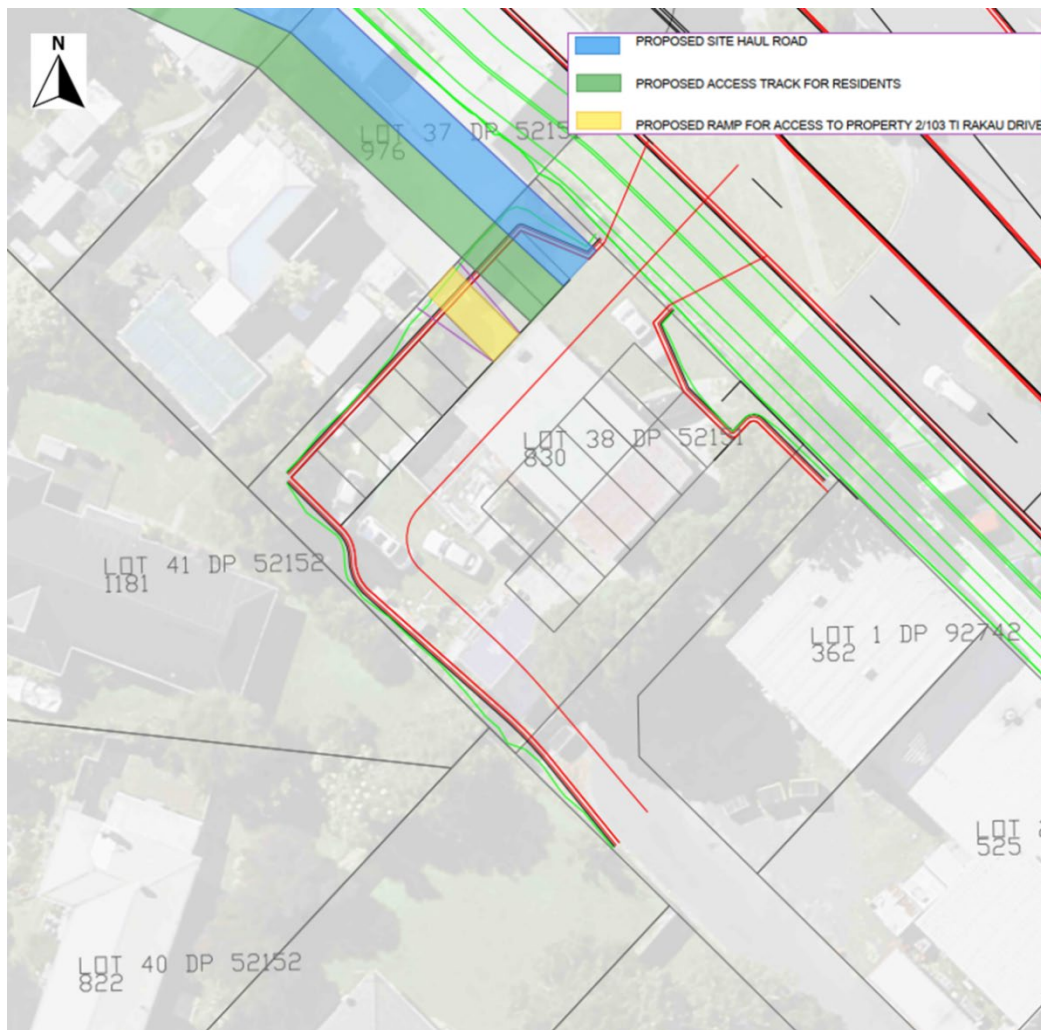 N
PROPOSED SITE HAUL ROAD
PROPOSED ACCESS TRACK FOR RESIDENTS
PROPOSED RAMP FOR ACCESS TO PROPERTY 2/103 TI RAKAU DRIVE
LOT 37 DP 5215
976
LOT 38 DP 52151
830
LOT 41 DP 52152
1181
LOT 1 DP 92742
362
LOT 2
525
LOT 40 DP 52152
822